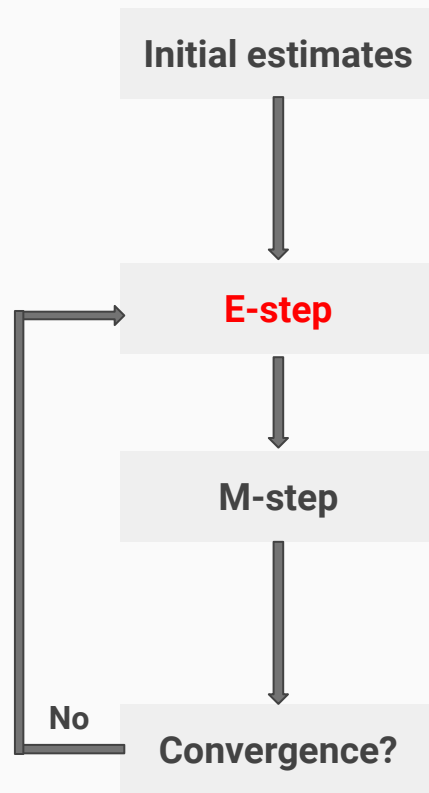 Initial estimates
E-step
M-step
No
Convergence?